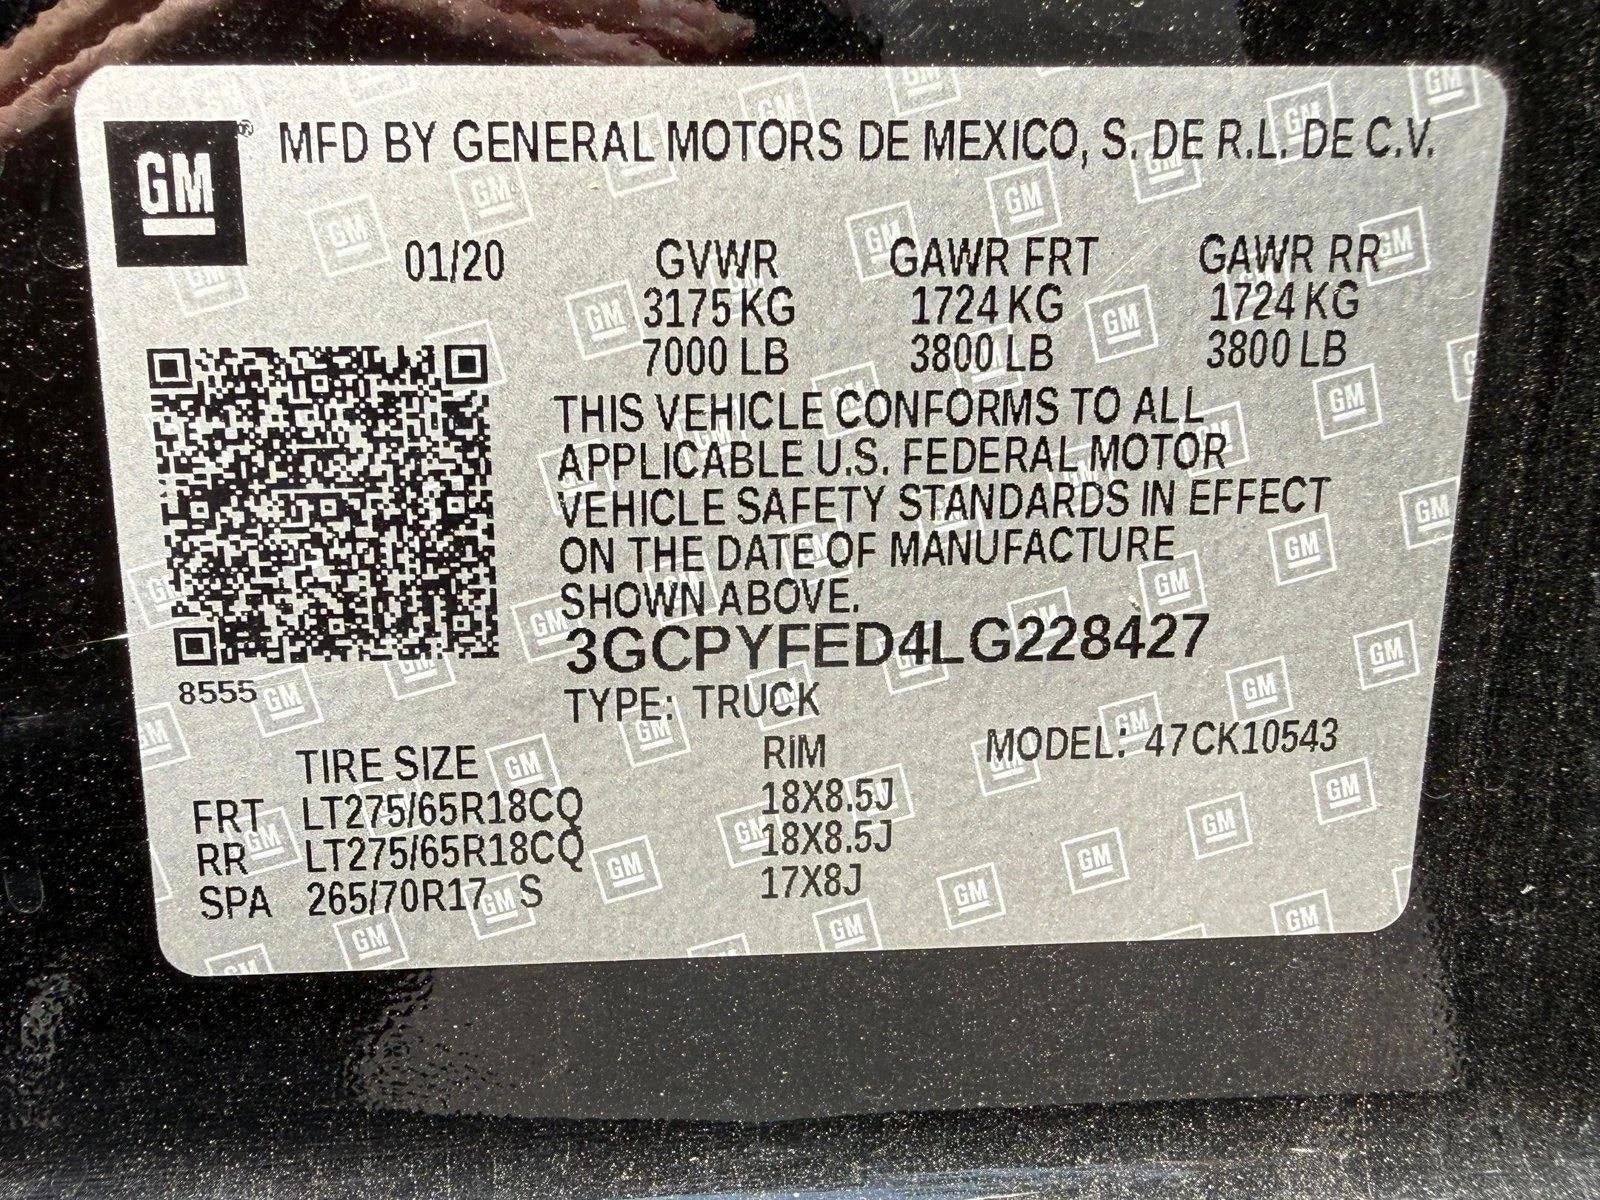 GM
MFD BY GENERAL MOTORS DE MEXICO, S. DE R.L. DE C.V.
01/20 GVWR GAWR FRT GAWR RR
3175 KG 1724 KG 1724 KG
7000 LB 3800 LB 3800 LB
THIS VEHICLE CONFORMS TO ALL
APPLICABLE U.S. FEDERAL MOTOR
VEHICLE SAFETY STANDARDS IN EFFECT
ON THE DATE OF MANUFACTURE
SHOWN ABOVE.
3GCPYFED4LG228427
8555
TYPE: TRUCK
TIRE SIZE RIM MODEL: 47CK10543
FRT LT275/65R18CQ 18X8.5J
RR LT275/65R18CQ 18X8.5J
SPA 265/70R17 S 17X8J